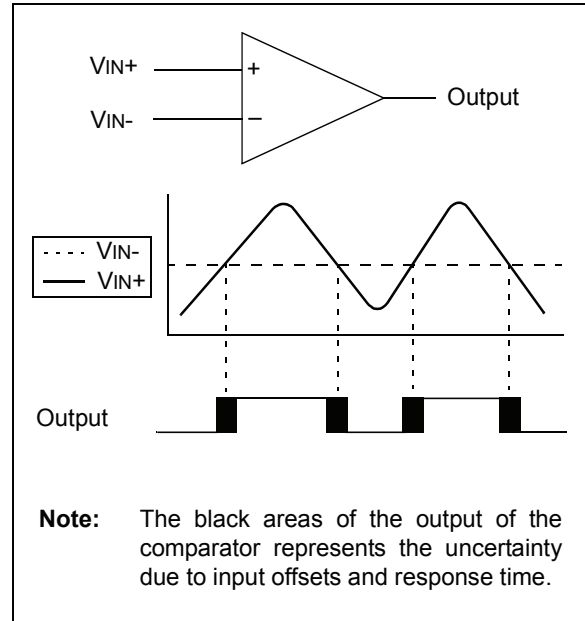 VIN+
+
Output
VIN-
−
VIN-
VIN+
Output
Note: The black areas of the output of the
comparator represents the uncertainty
due to input offsets and response time.